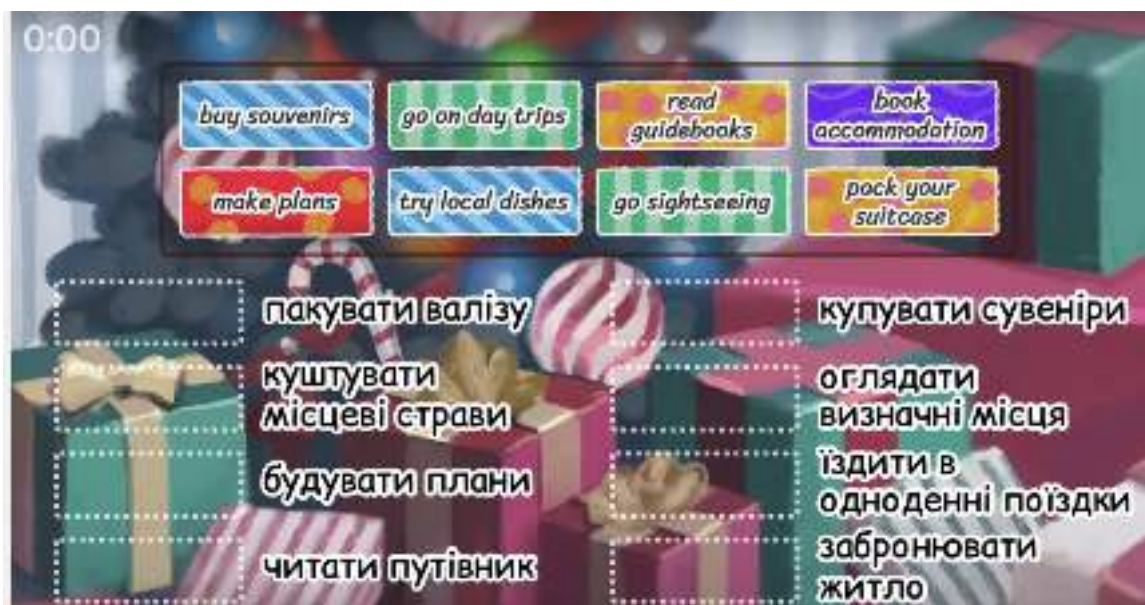 0:00
buy souvenirs
go on day trips
read
guidebooks
book
accommodation
make plans
try local dishes
go sightseeing
pack your
suitcase
пакувати валізу
купувати сувеніри
куштувати
місцеві страви
оглядати
визначні місця
будувати плани
їздити в
одноденні поїздки
читати путівник
забронювати
житло